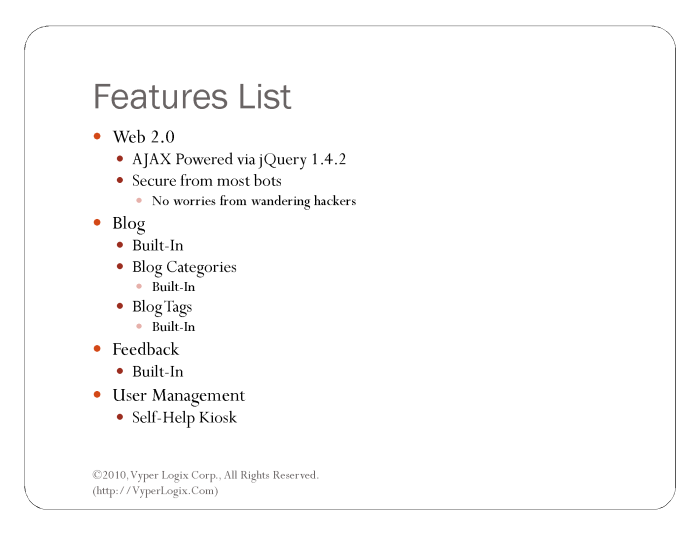 Features List
Web 2.0
AJAX Powered via jQuery 1.4.2
Secure from most bots
No worries from wandering hackers
Blog
Built-In
Blog Categories
Built-In
Blog Tags
Built-In
Feedback
Built-In
User Management
Self-Help Kiosk
©2010, Vyper Logix Corp., All Rights Reserved.
(http://VyperLogix.Com)